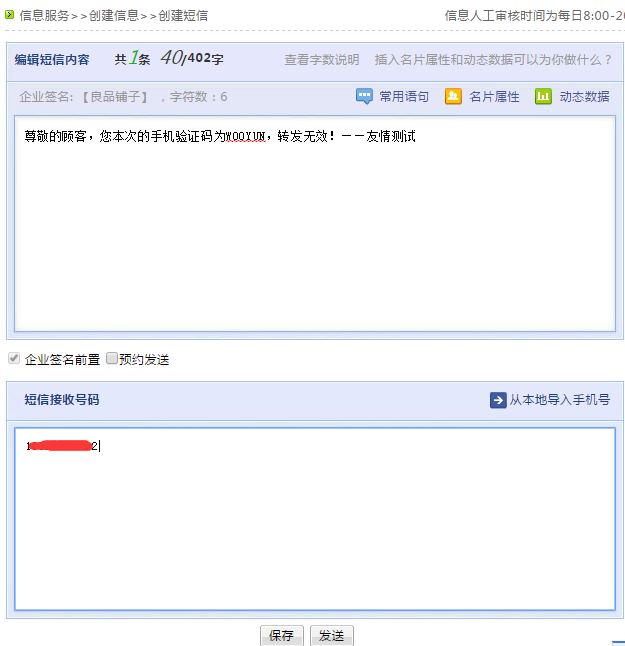 信息服务>>创建信息>>创建短信 信息人工审核时间为每日8:00-20
编辑短信内容 共1条 40/402字 查看字数说明 插入名片属性和动态数据可以为你做什么？
企业签名:【良品铺子】 ，字符数：6 常用语句 名片属性 动态数据
尊敬的顾客，您本次的手机验证码为WOOYUN，转发无效！——友情测试
企业签名前置 预约发送
短信接收号码 从本地导入手机号
保存 发送